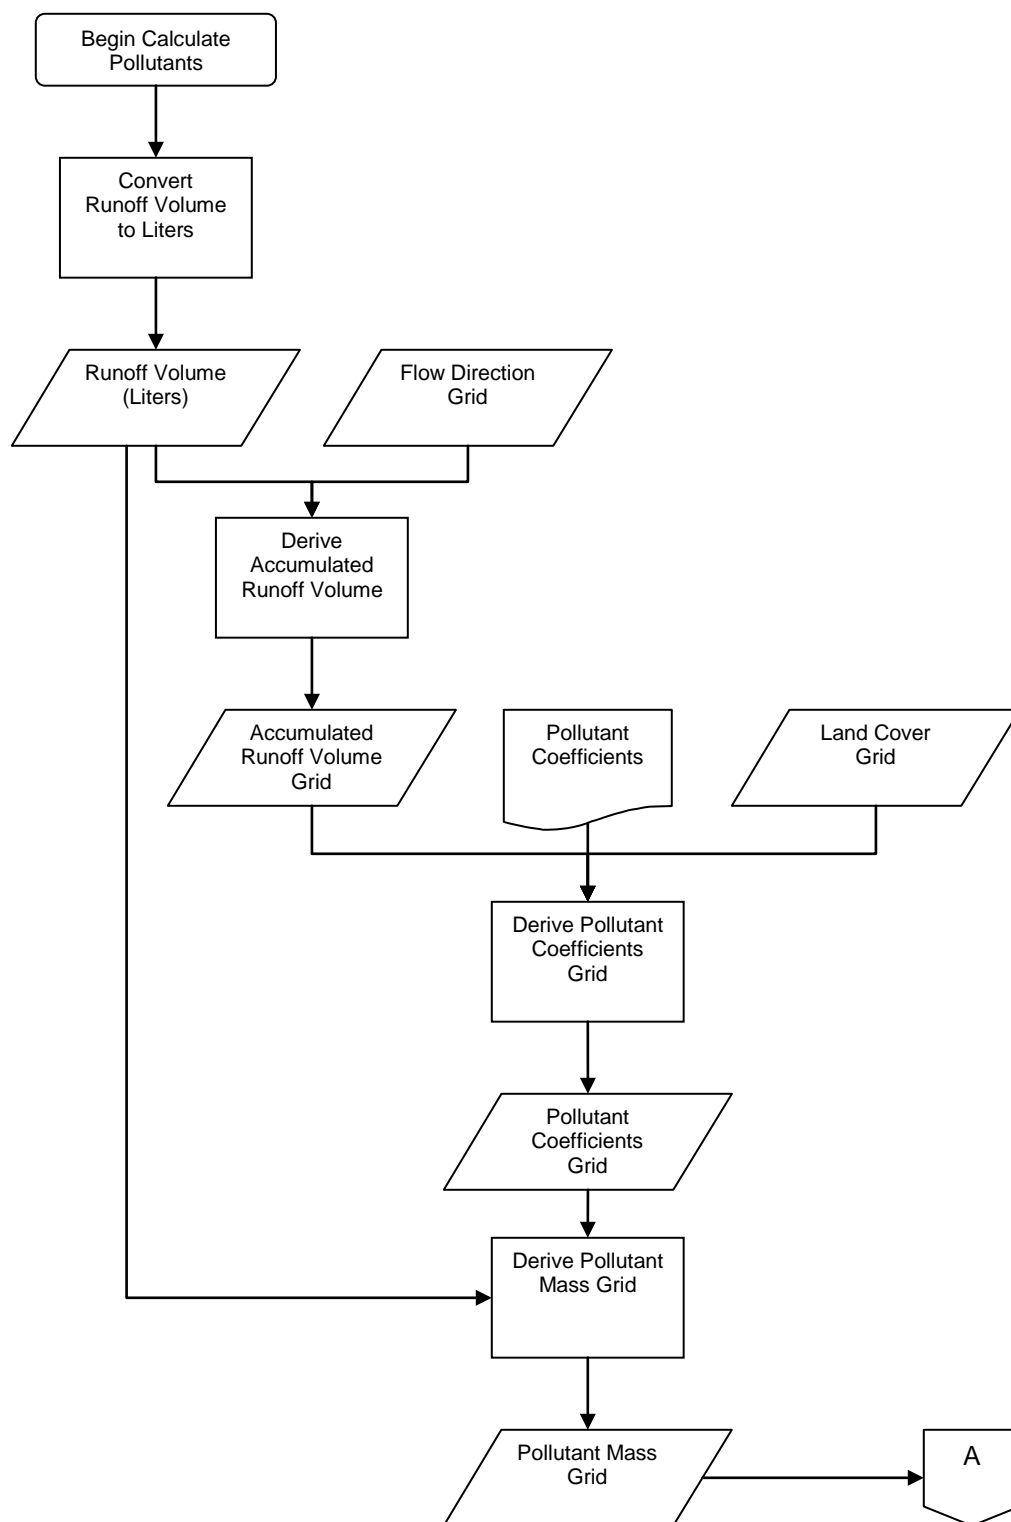 Begin Calculate
Pollutants
Convert
Runoff Volume
to Liters
Runoff Volume
(Liters)
Flow Direction
Grid
Derive
Accumulated
Runoff Volume
Accumulated
Runoff Volume
Grid
Pollutant
Coefficients
Land Cover
Grid
Derive Pollutant
Coefficients
Grid
Pollutant
Coefficients
Grid
Derive Pollutant
Mass Grid
Pollutant Mass
Grid
A